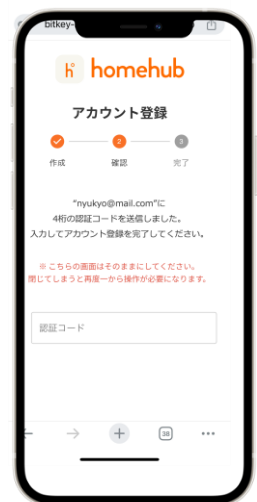 bitkey-
homehub
アカウント登録
2
3
作成
確認
完了
"nyukyo@mail.com"に
4桁の認証コードを送信しました。
入力してアカウント登録を完了してください。
※ こちらの画面はそのままにしてください。
閉じてしまうと再度一から操作が必要になります。
認証コード
38